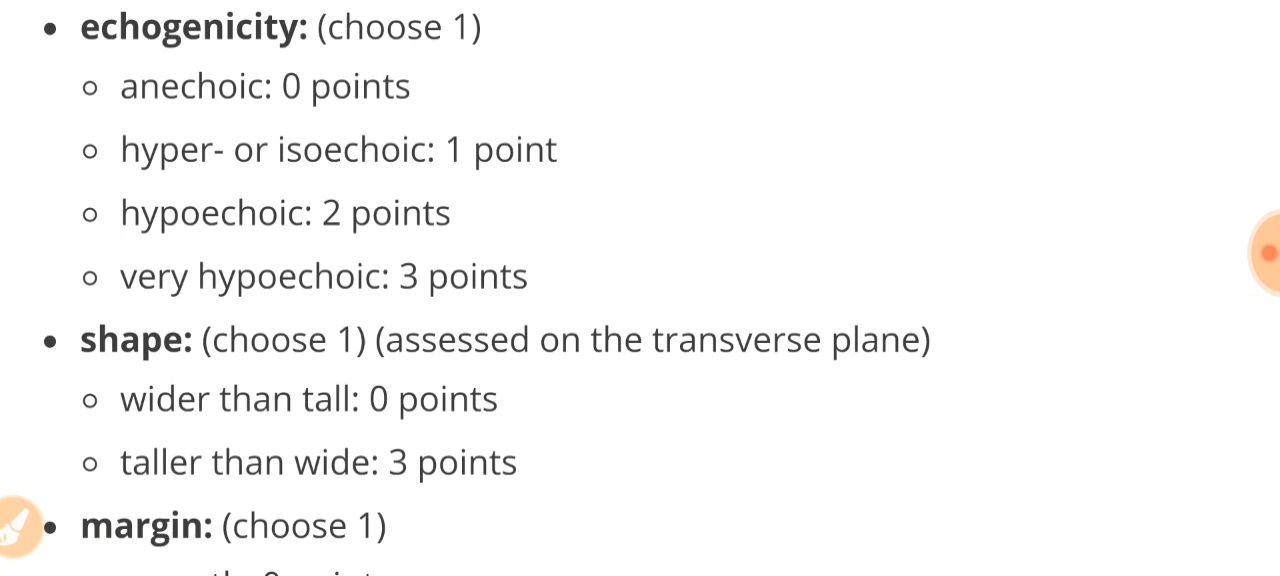 echogenicity: (choose 1)
anechoic: 0 points
hyper- or isoechoic: 1 point
hypoechoic: 2 points
very hypoechoic: 3 points
shape: (choose 1) (assessed on the transverse plane)
wider than tall: 0 points
taller than wide: 3 points
margin: (choose 1)